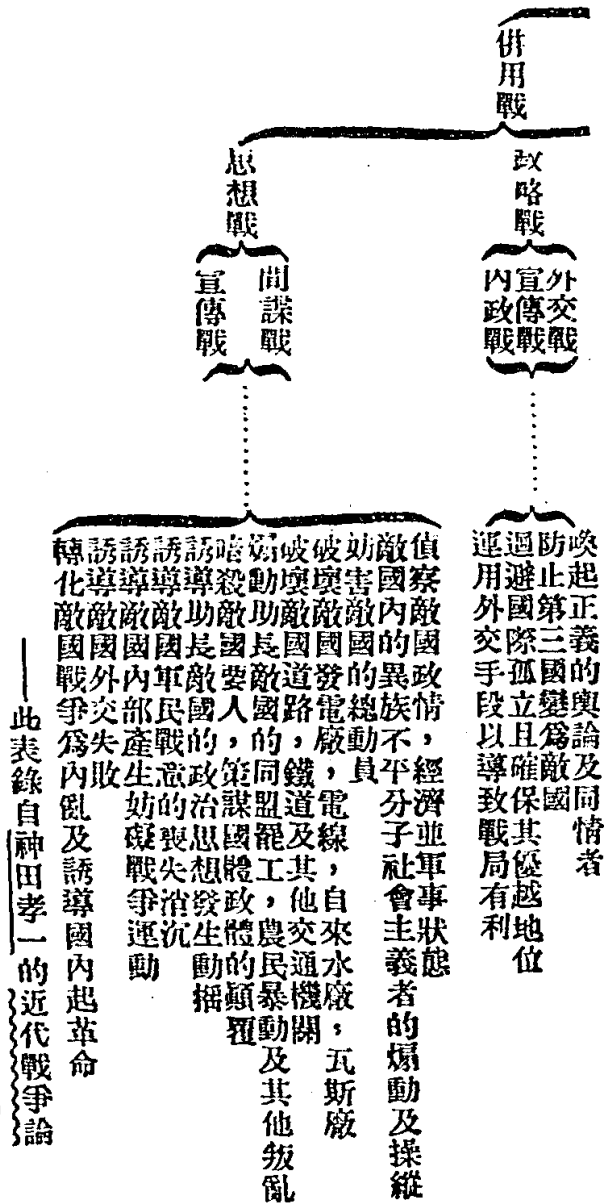 併用戰
政略戰
外交戰
宣傳戰
內政戰
喚起正義的輿論及同情者
防止第三國變爲敵國
迴避國際孤立且確保其優越地位
運用外交手段以導致戰局有利
思想戰
間諜戰
宣傳戰
偵察敵國政情，經濟並軍事狀態
敵國內的異族不平分子社會主義者的煽動及操縱
妨害敵國的總動員
破壞敵國發電廠，電線，自來水廠，瓦斯廠
破壞敵國道路，鐵道及其他交通機關
煽動助長敵國的同盟罷工，農民暴動及其他叛亂
暗殺敵國要人，策謀國體政體的顚覆
誘導助長敵國的政治思想發生動搖
誘導敵國軍民戰意的喪失消沉
誘導敵國內部產生妨礙戰爭運動
誘導敵國外交失敗
轉化敵國戰爭爲內亂及誘導國內起革命
——此表錄自神田孝一的近代戰爭論